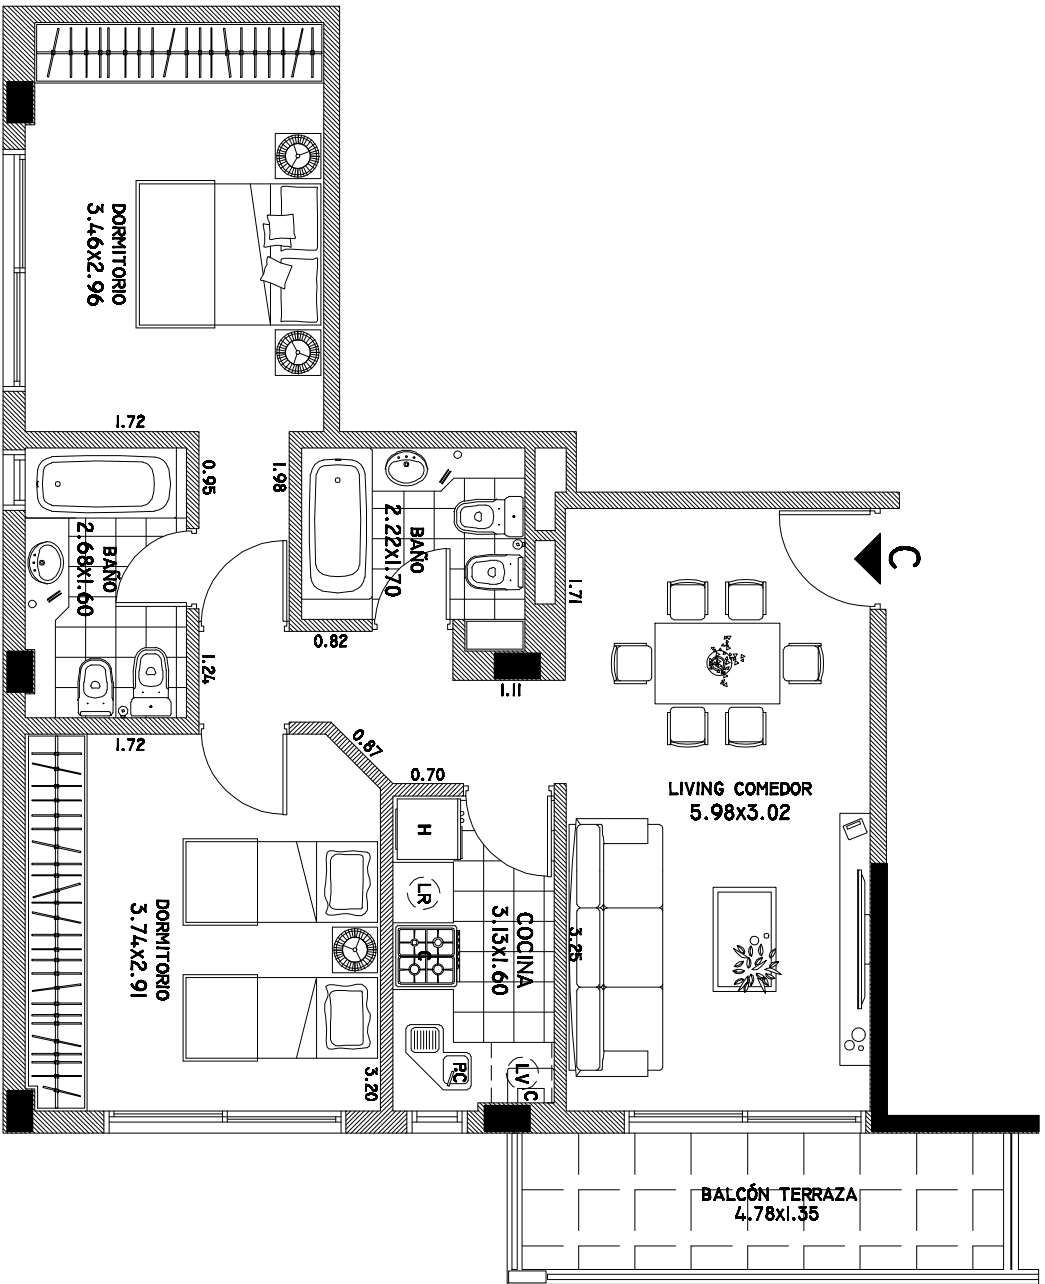 DORMITORIO
3.46x2.96
1.72
0.95
1.98
BAÑO
2.22x1.70
BAÑO
2.68x1.60
C
1.71
0.82
1.24
1.11
1.72
0.87
0.70
LIVING COMEDOR
5.98x3.02
H
LR
C
COCINA
3.13x1.60
3.25
DORMITORIO
3.74x2.91
P.C
LV
C
3.20
BALCÓN TERRAZA
4.78x1.35